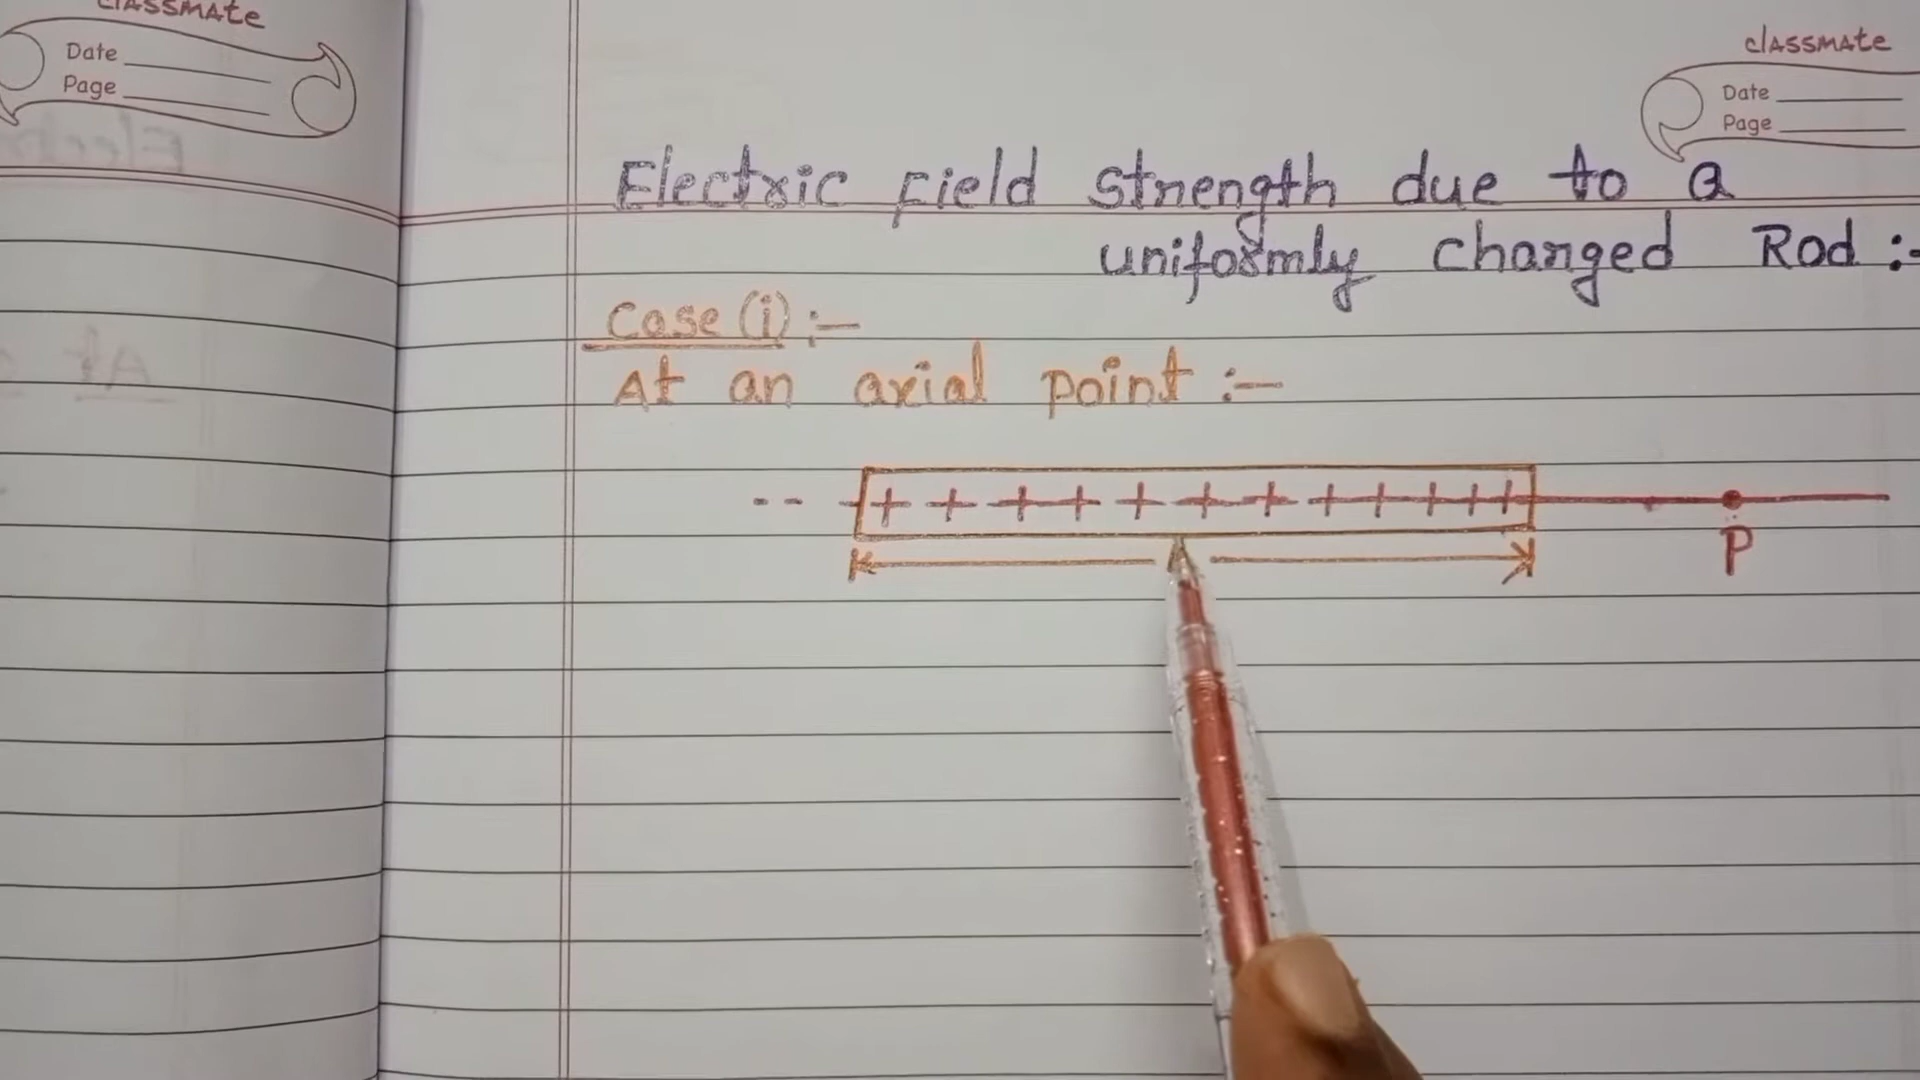 classmate
Date
Page
classmate
Date
Page
Electric Field Strength due to a
uniformly charged Rod :-
Case (i) :-
At an axial point :-
-- + + + + + + + + + + + +
P